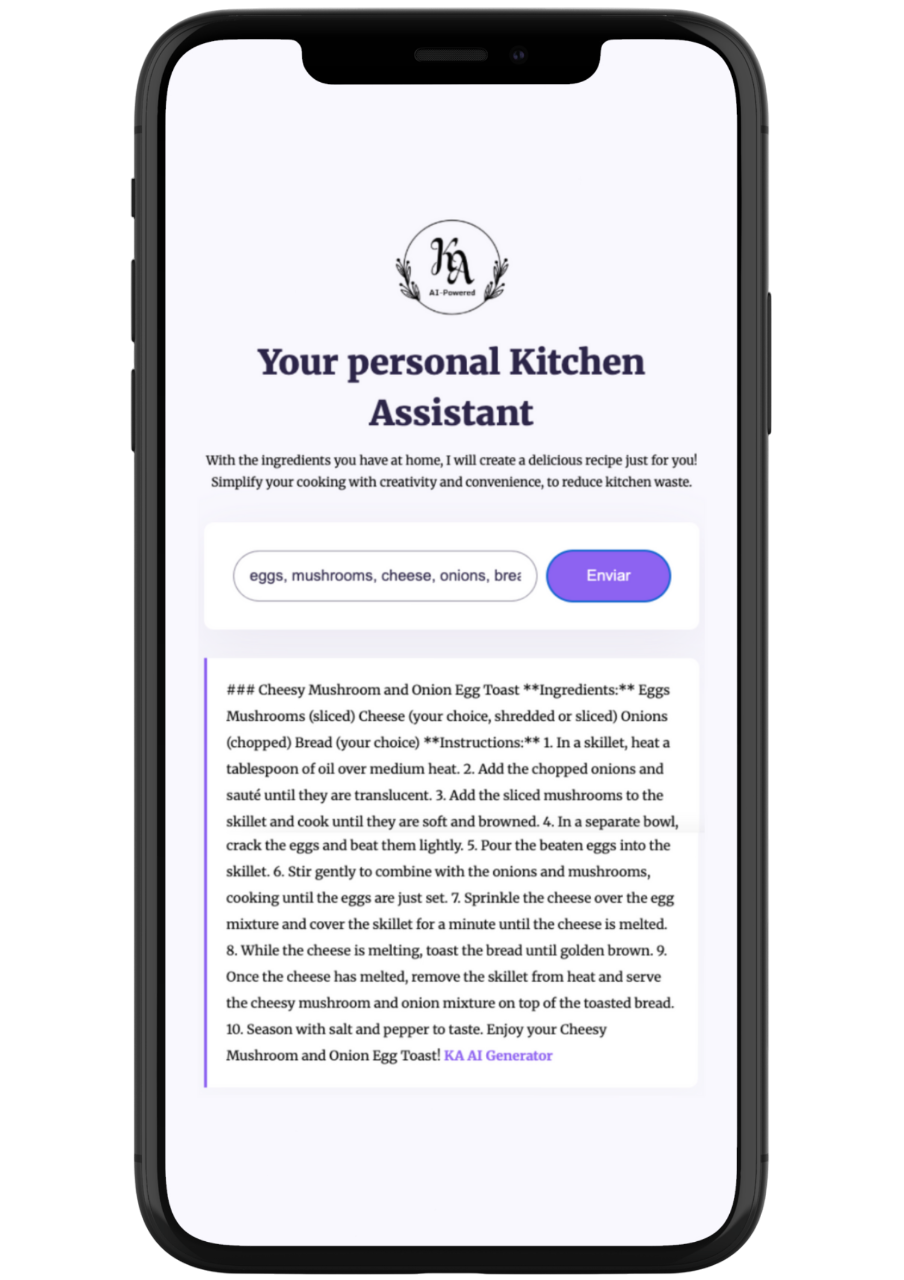 KA
AI-Powered
Your personal Kitchen
Assistant
With the ingredients you have at home, I will create a delicious recipe just for you!
Simplify your cooking with creativity and convenience, to reduce kitchen waste.
eggs, mushrooms, cheese, onions, brea
Enviar
### Cheesy Mushroom and Onion Egg Toast **Ingredients:** Eggs
Mushrooms (sliced) Cheese (your choice, shredded or sliced) Onions
(chopped) Bread (your choice) **Instructions:** 1. In a skillet, heat a
tablespoon of oil over medium heat. 2. Add the chopped onions and
sauté until they are translucent. 3. Add the sliced mushrooms to the
skillet and cook until they are soft and browned. 4. In a separate bowl,
crack the eggs and beat them lightly. 5. Pour the beaten eggs into the
skillet. 6. Stir gently to combine with the onions and mushrooms,
cooking until the eggs are just set. 7. Sprinkle the cheese over the egg
mixture and cover the skillet for a minute until the cheese is melted.
8. While the cheese is melting, toast the bread until golden brown. 9.
Once the cheese has melted, remove the skillet from heat and serve
the cheesy mushroom and onion mixture on top of the toasted bread.
10. Season with salt and pepper to taste. Enjoy your Cheesy
Mushroom and Onion Egg Toast! KA AI Generator